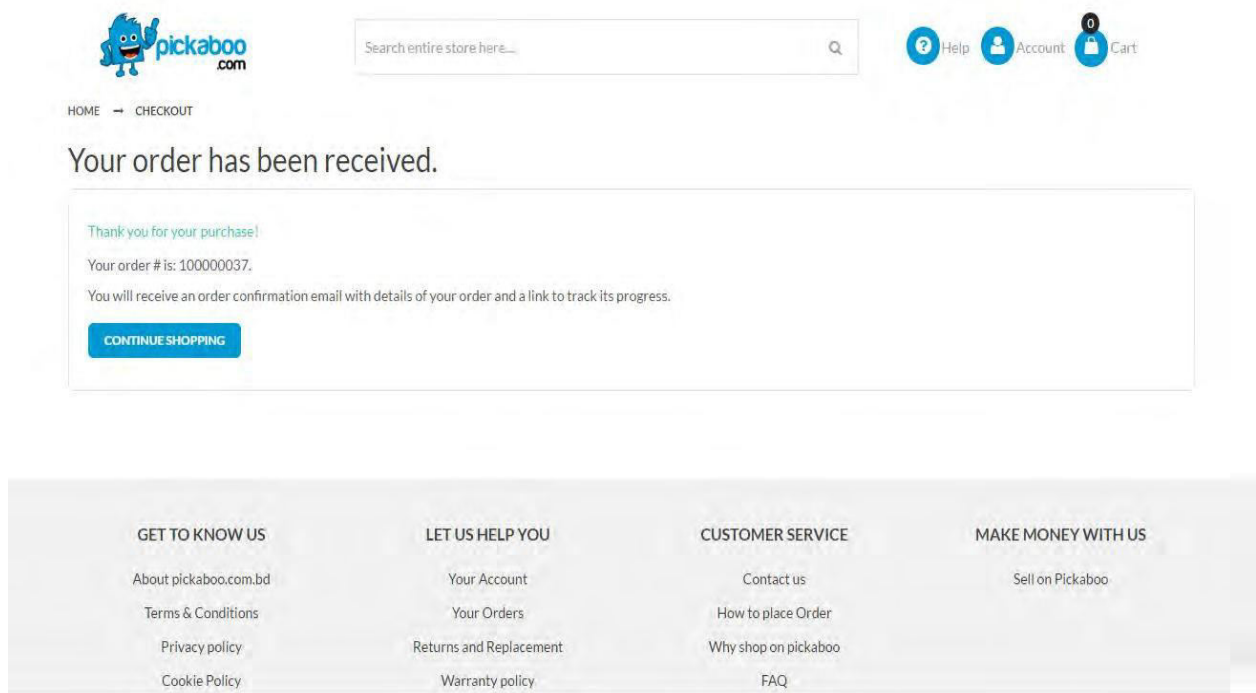 pickaboo
.com
Search entire store here...
Help
Account
0
Cart
HOME → CHECKOUT
Your order has been received.
Thank you for your purchase!
Your order # is: 100000037.
You will receive an order confirmation email with details of your order and a link to track its progress.
CONTINUE SHOPPING
GET TO KNOW US
About pickaboo.com.bd
Terms & Conditions
Privacy policy
Cookie Policy
LET US HELP YOU
Your Account
Your Orders
Returns and Replacement
Warranty policy
CUSTOMER SERVICE
Contact us
How to place Order
Why shop on pickaboo
FAQ
MAKE MONEY WITH US
Sell on Pickaboo